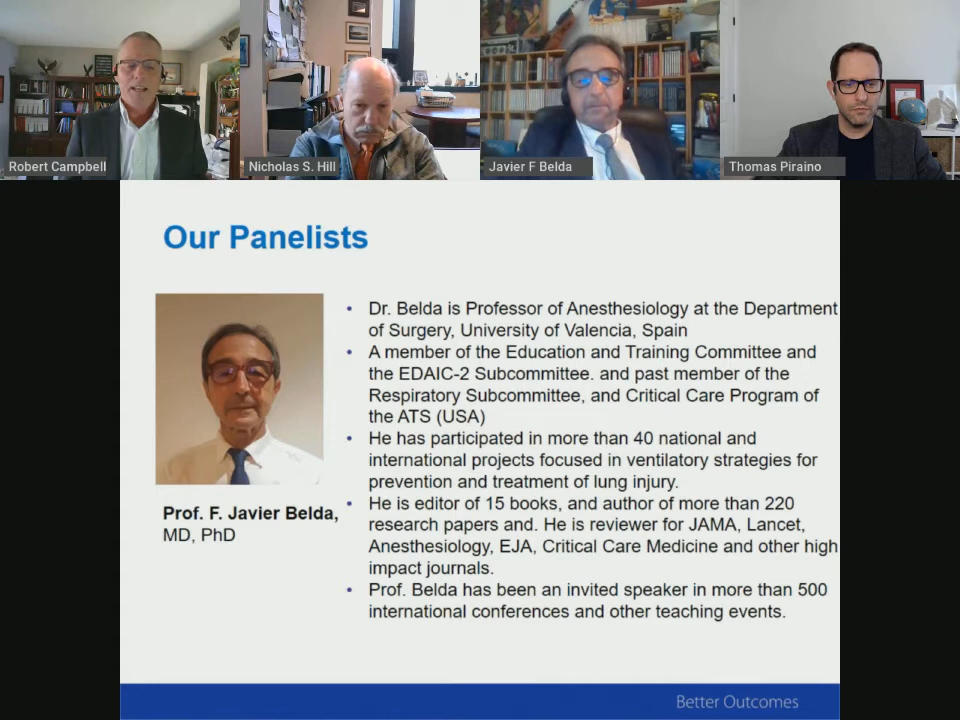 Robert Campbell
Nicholas S. Hill
Javier F Belda
Thomas Piraino
Our Panelists
• Dr. Belda is Professor of Anesthesiology at the Department
of Surgery, University of Valencia, Spain
• A member of the Education and Training Committee and
the EDAIC-2 Subcommittee. and past member of the
Respiratory Subcommittee, and Critical Care Program of
the ATS (USA)
• He has participated in more than 40 national and
international projects focused in ventilatory strategies for
prevention and treatment of lung injury.
• He is editor of 15 books, and author of more than 220
research papers and. He is reviewer for JAMA, Lancet,
Anesthesiology, EJA, Critical Care Medicine and other high
impact journals.
• Prof. Belda has been an invited speaker in more than 500
international conferences and other teaching events.
Prof. F. Javier Belda,
MD, PhD
Better Outcomes